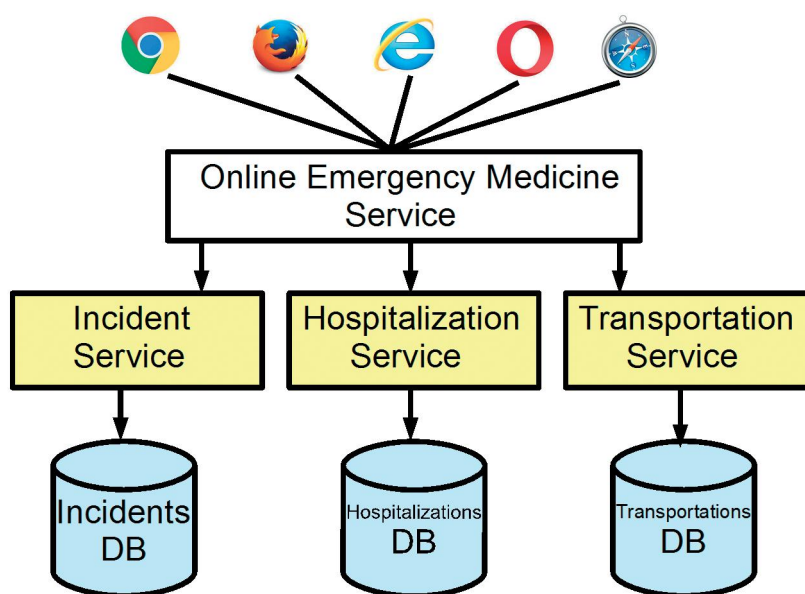 Online Emergency Medicine
Service
Incident
Service
Hospitalization
Service
Transportation
Service
Incidents
DB
Hospitalizations
DB
Transportations
DB